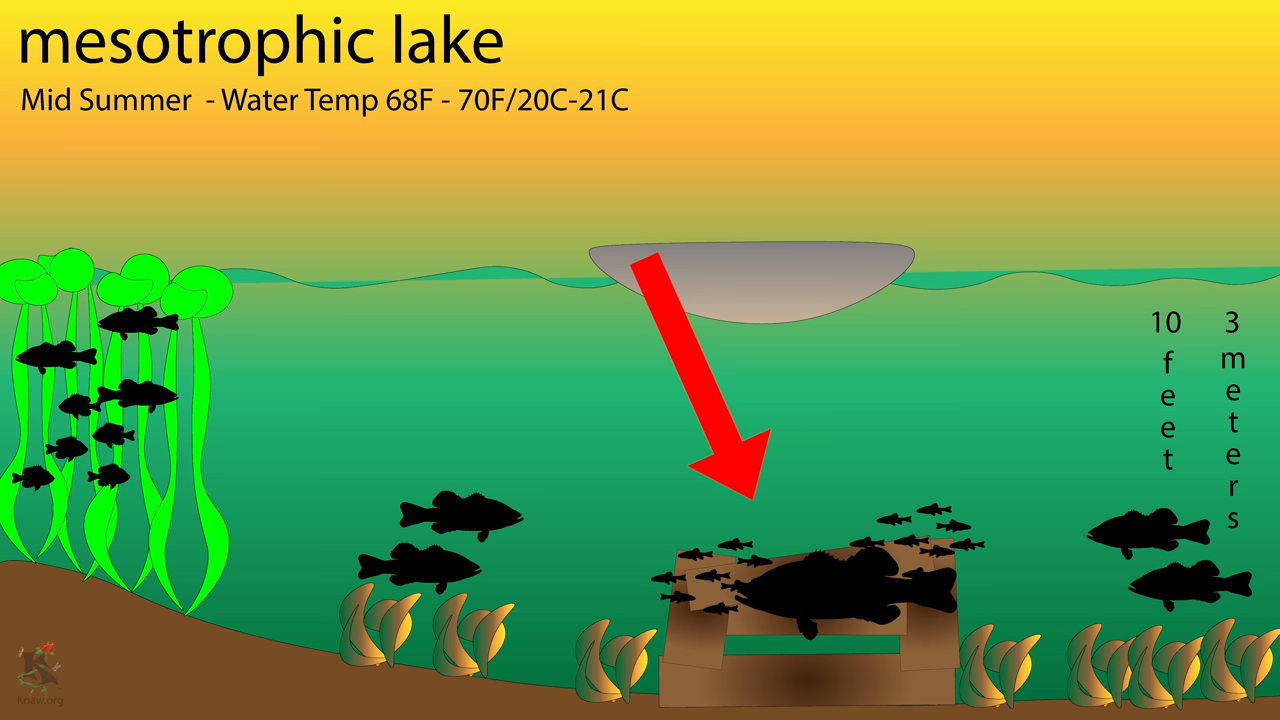 mesotrophic lake
Mid Summer - Water Temp 68F - 70F/20C-21C
10 feet
3 meters
Koaw.org